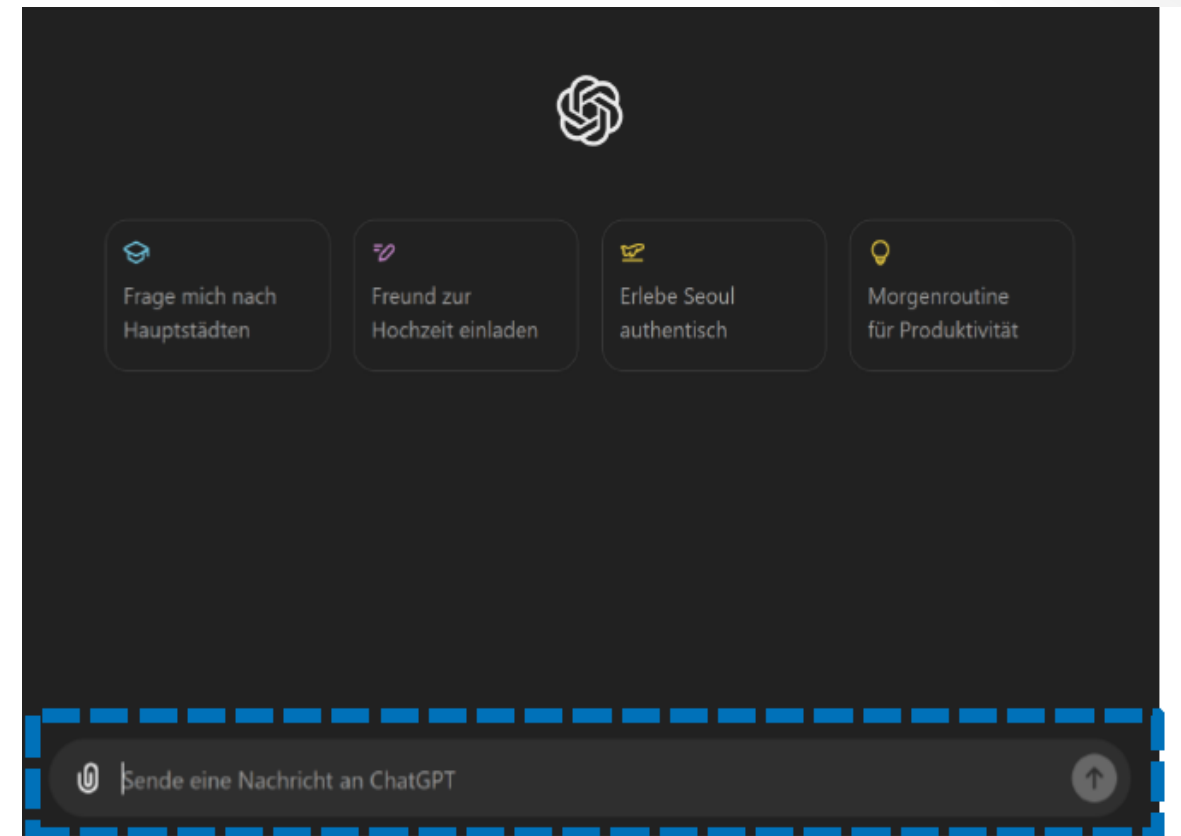 Frage mich nach
Hauptstädten
Freund zur
Hochzeit einladen
Erlebe Seoul
authentisch
Morgenroutine
für Produktivität
Sende eine Nachricht an ChatGPT